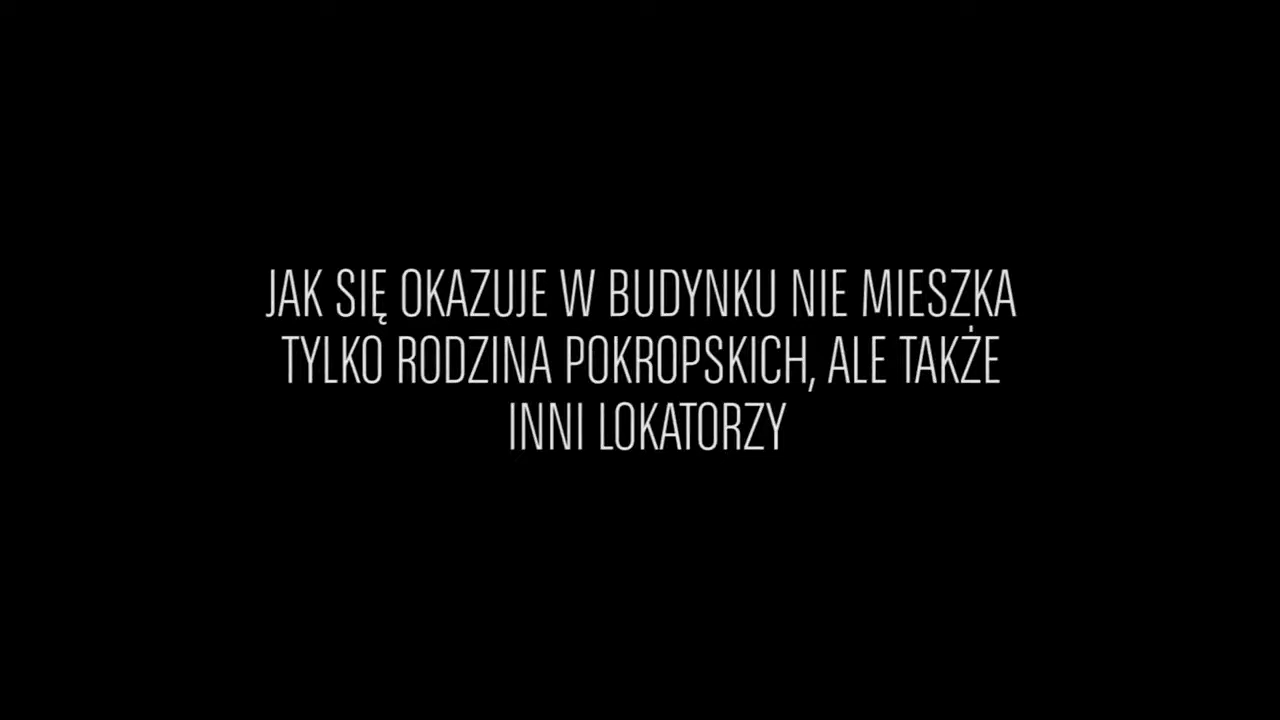 JAK SIĘ OKAZUJE W BUDYNKU NIE MIESZKA
TYLKO RODZINA POKROPSKICH, ALE TAKŻE
INNI LOKATORZY